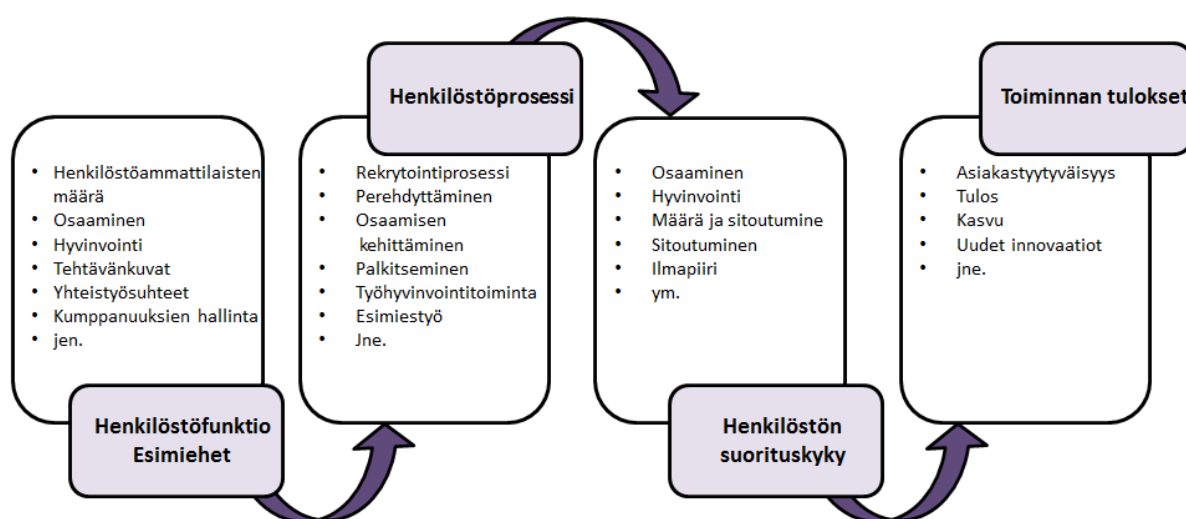 Henkilöstöammattilaisten
määrä
Osaaminen
Hyvinvointi
Tehtävänkuvat
Yhteistyösuhteet
Kumppanuuksien hallinta
jen.
Henkilöstöfunktio
Esimiehet
Henkilöstöprosessi
Rekrytointiprosessi
Perehdyttäminen
Osaamisen
kehittäminen
Palkitseminen
Työhyvinvointitoiminta
Esimiestyö
Jne.
Osaaminen
Hyvinvointi
Määrä ja sitoutumine
Sitoutuminen
Ilmapiiri
ym.
Henkilöstön
suorituskyky
Toiminnan tulokset
Asiakastyytyväisyys
Tulos
Kasvu
Uudet innovaatiot
jne.